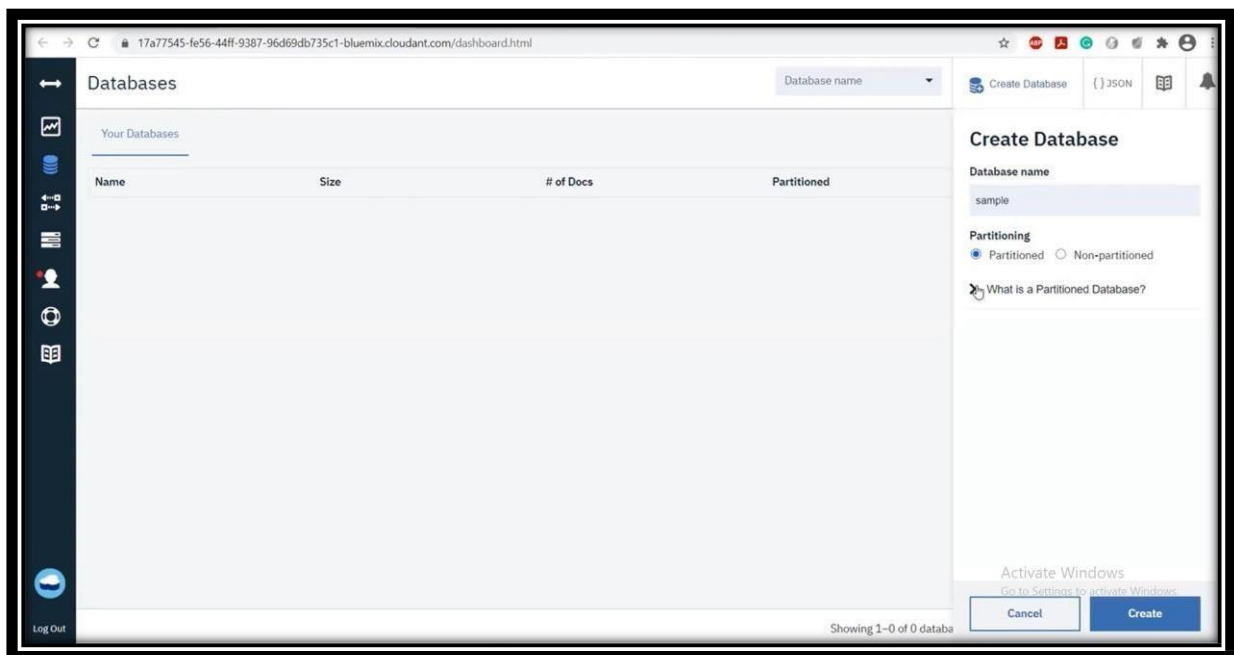 17a77545-fe56-44ff-9387-96d69db735c1-bluemix.cloudant.com/dashboard.html
ABP
Databases
Database name
Create Database
{ } JSON
Your Databases
Name Size # of Docs Partitioned
Create Database
Database name
sample
Partitioning
Partitioned Non-partitioned
What is a Partitioned Database?
Activate Windows
Go to Settings to activate Windows.
Cancel Create
Log Out
Showing 1–0 of 0 databa